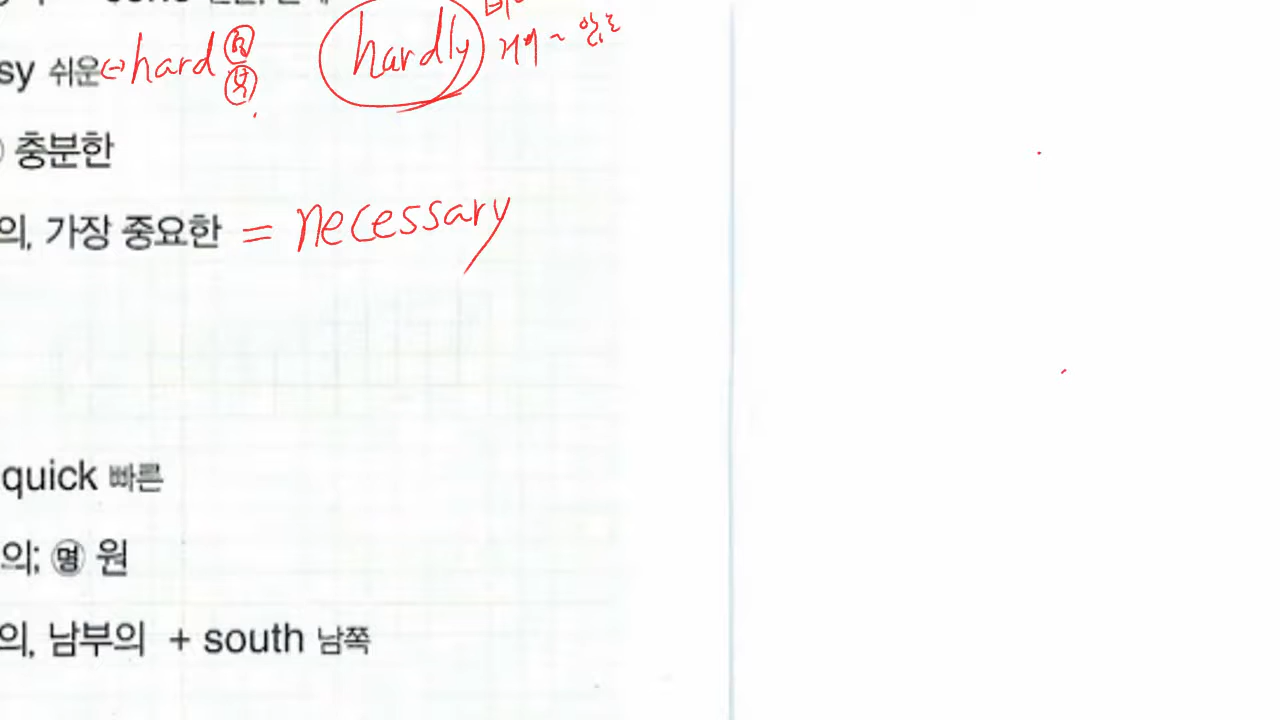 sy 쉬운 ↔ hard 형 부 hardly 거의 ~ 않는
충분한
의, 가장 중요한 = necessary
quick 빠른
의; 명 원
의, 남부의 + south 남쪽